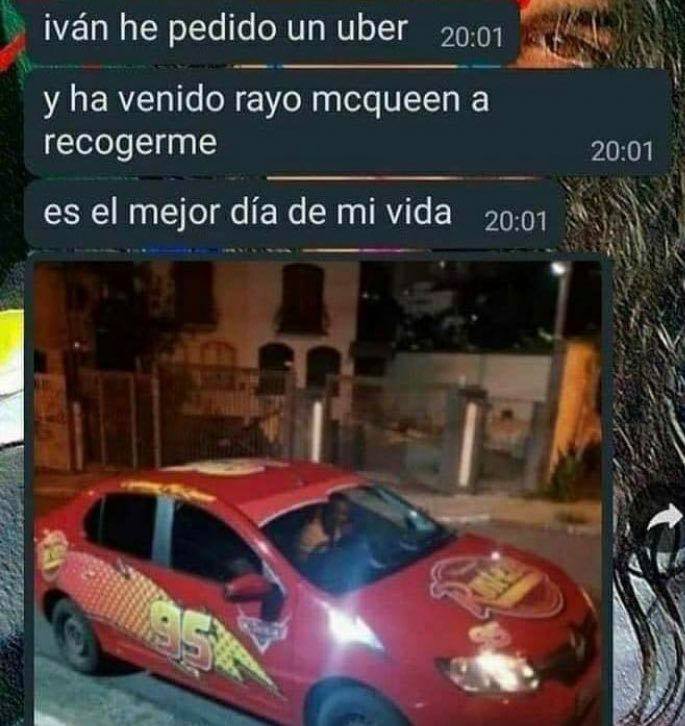 iván he pedido un uber 20:01
y ha venido rayo mcqueen a
recogerme 20:01
es el mejor día de mi vida 20:01
95
95